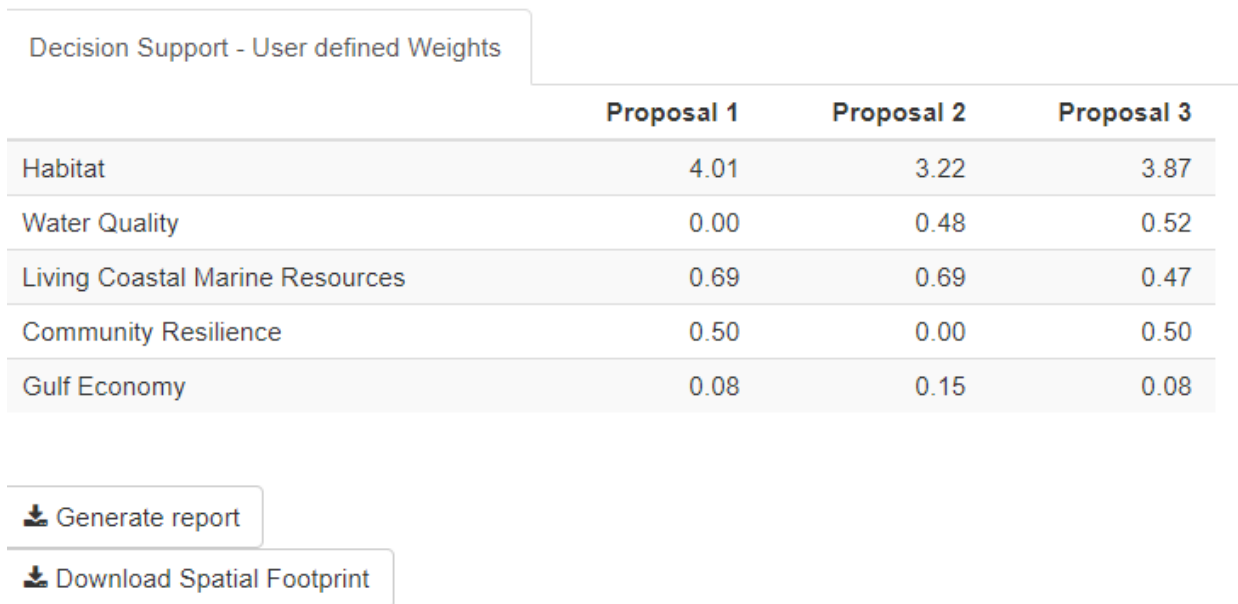 Decision Support - User defined Weights
Proposal 1 Proposal 2 Proposal 3
Habitat 4.01 3.22 3.87
Water Quality 0.00 0.48 0.52
Living Coastal Marine Resources 0.69 0.69 0.47
Community Resilience 0.50 0.00 0.50
Gulf Economy 0.08 0.15 0.08
Generate report
Download Spatial Footprint